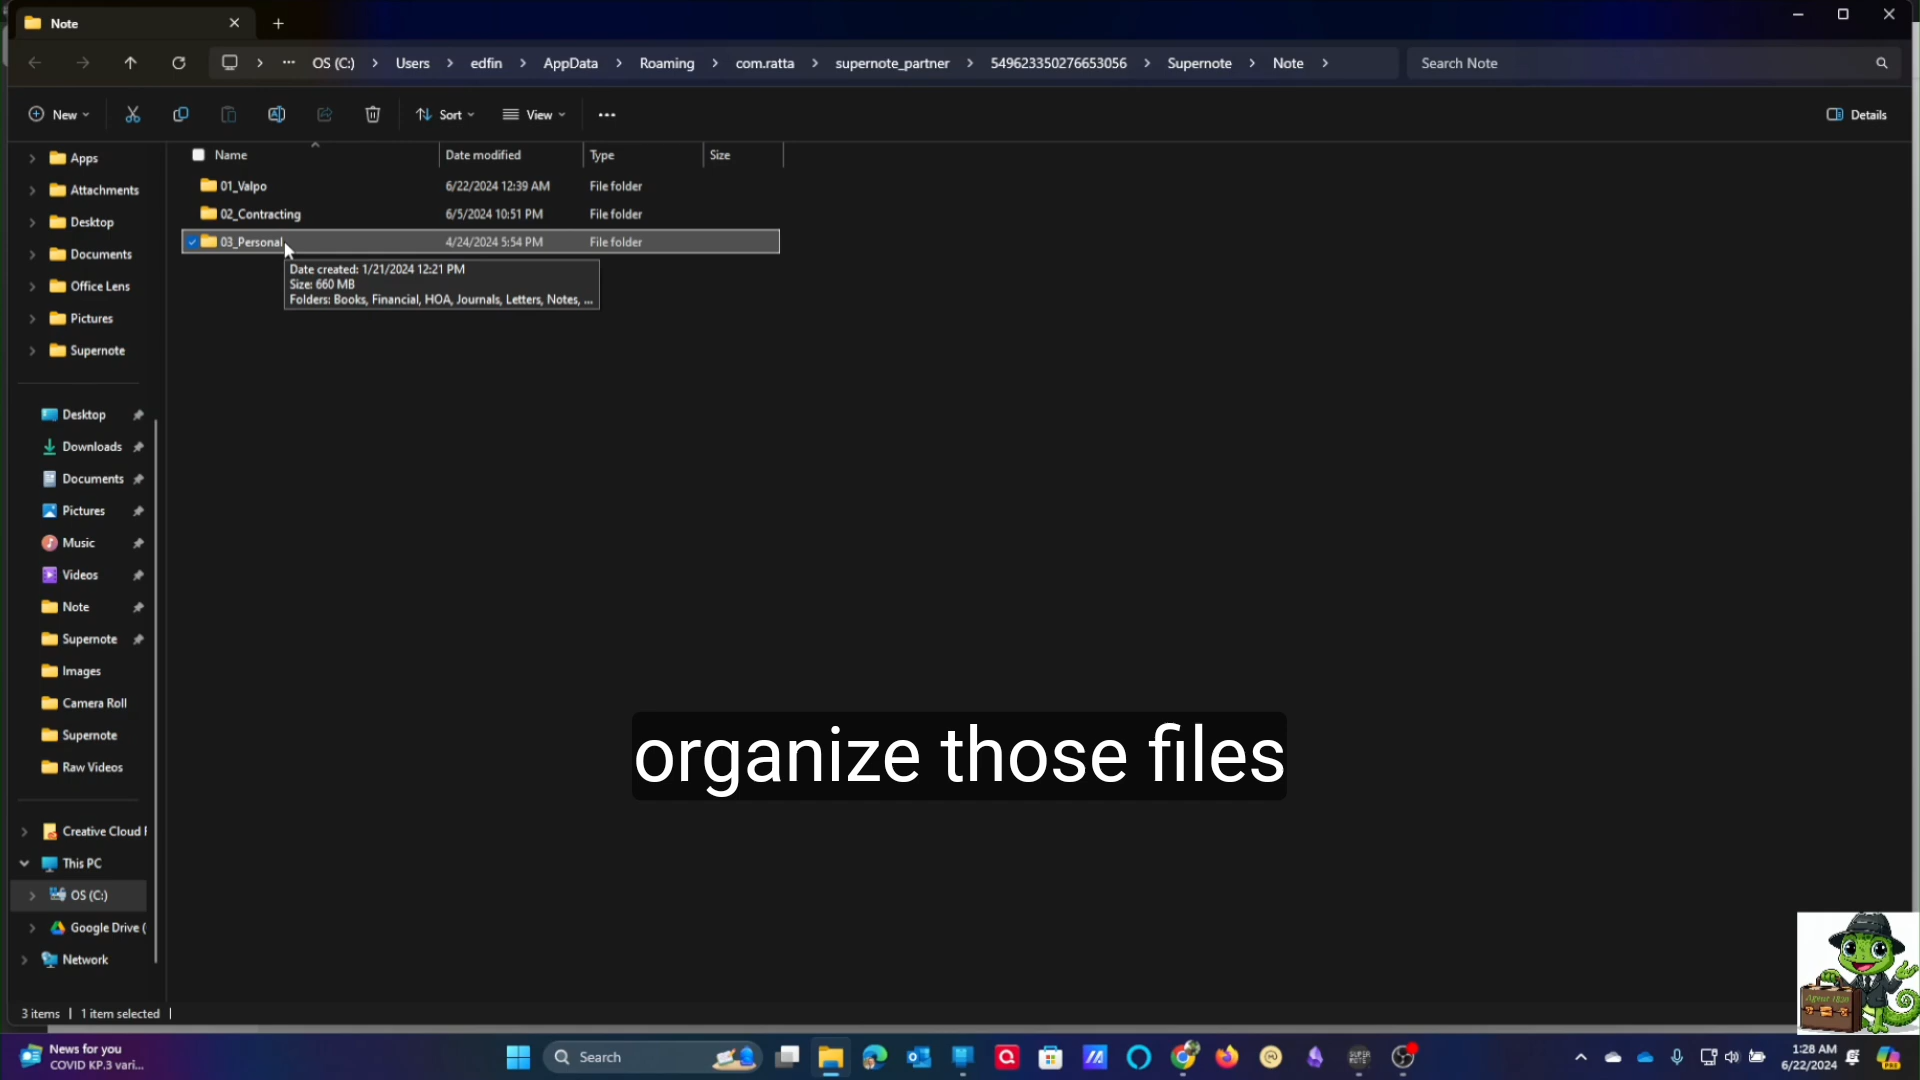 Note
OS (C:) Users edfin AppData Roaming com.ratta supernote_partner 549623350276653056 Supernote Note
Search Note
New Sort View Details
Name Date modified Type Size
01_Valpo 6/22/2024 12:39 AM File folder
02_Contracting 6/5/2024 10:51 PM File folder
03_Personal 4/24/2024 5:54 PM File folder
Date created: 1/21/2024 12:21 PM
Size: 660 MB
Folders: Books, Financial, HOA, Journals, Letters, Notes, ...
Apps
Attachments
Desktop
Documents
Office Lens
Pictures
Supernote
Desktop
Downloads
Documents
Pictures
Music
Videos
Note
Supernote
Images
Camera Roll
Supernote
Raw Videos
Creative Cloud F
This PC
OS (C:)
Google Drive (
Network
organize those files
Agent 1820
3 items 1 item selected
News for you
COVID KP.3 vari...
Search
SUPER NOTE
1:28 AM
6/22/2024
PRE